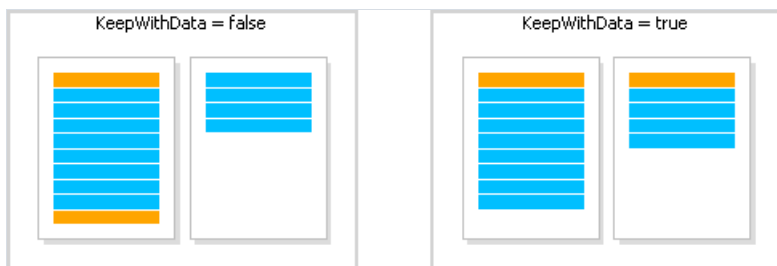 KeepWithData = false
KeepWithData = true